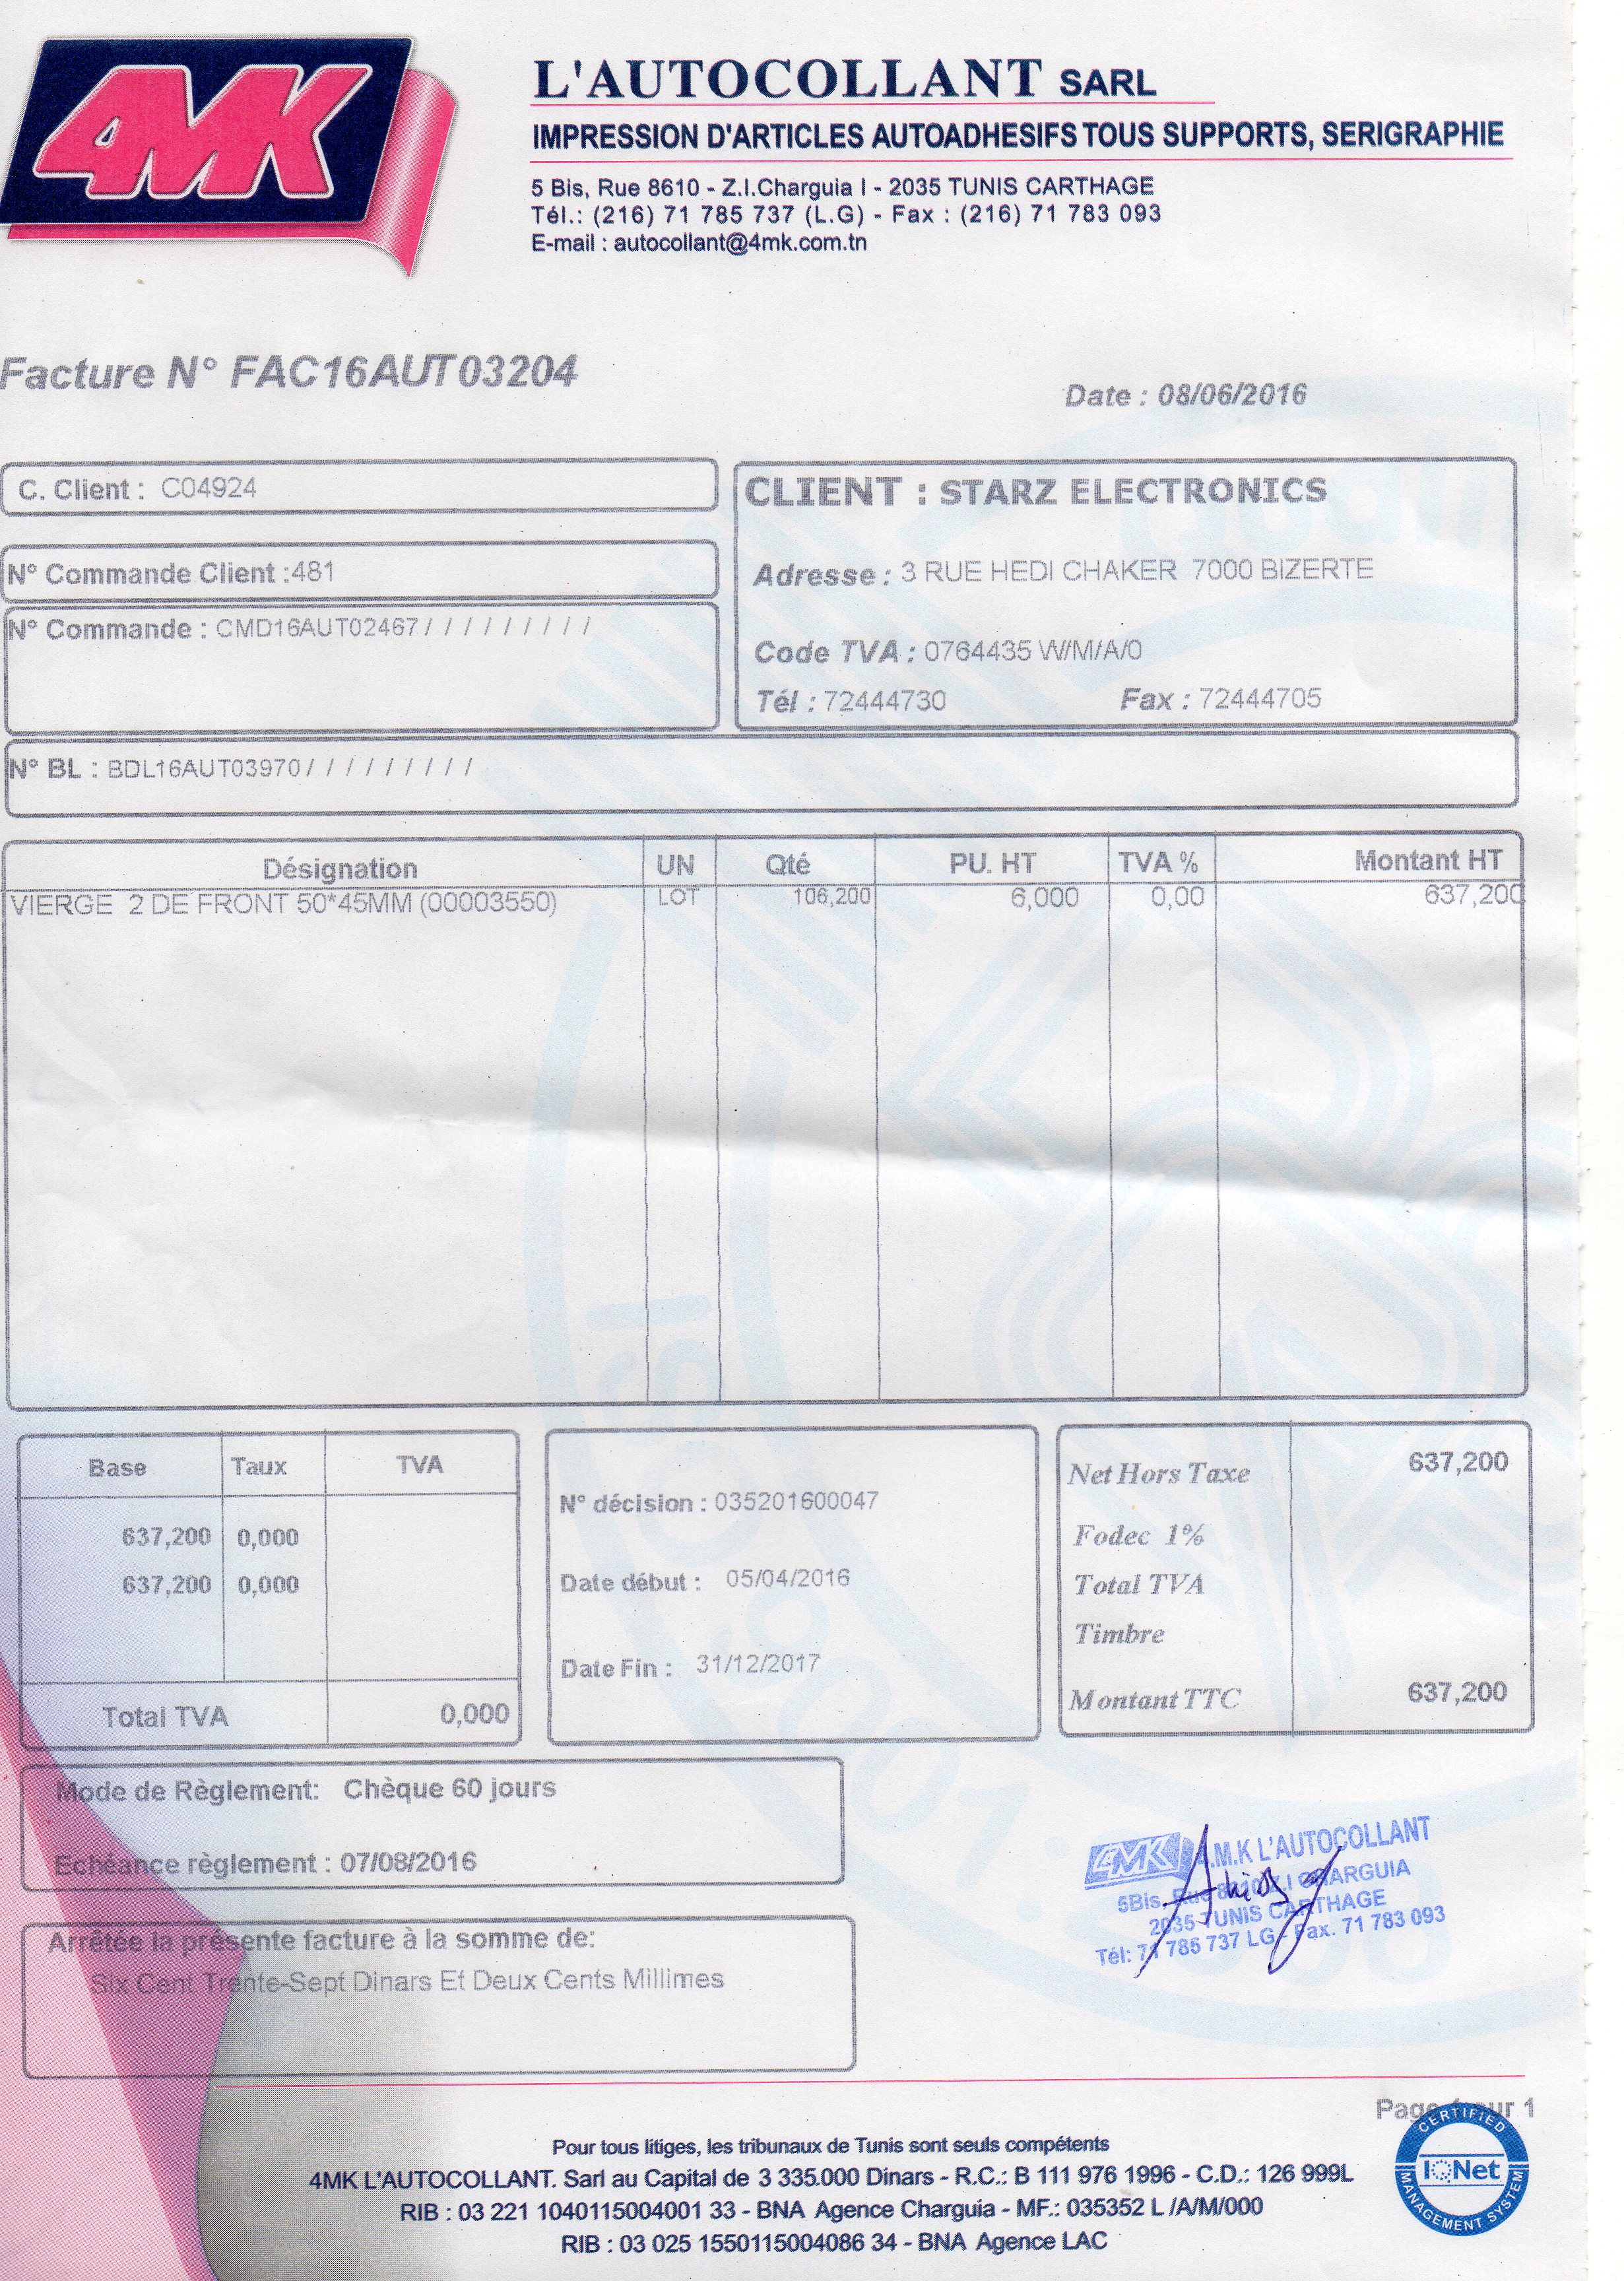 4MK
L'AUTOCOLLANT SARL
IMPRESSION D'ARTICLES AUTOADHESIFS TOUS SUPPORTS, SERIGRAPHIE
5 Bis, Rue 8610 - Z.I.Charguia I - 2035 TUNIS CARTHAGE
Tél.: (216) 71 785 737 (L.G) - Fax : (216) 71 783 093
E-mail : autocollant@4mk.com.tn
Facture N° FAC16AUT03204
Date : 08/06/2016
C. Client : C04924
N° Commande Client :481
N° Commande : CMD16AUT02467/ / / / / / / / /
CLIENT : STARZ ELECTRONICS
Adresse : 3 RUE HEDI CHAKER 7000 BIZERTE
Code TVA : 0764435 W/M/A/0
Tél : 72444730 Fax : 72444705
N° BL : BDL16AUT03970/ / / / / / / / /
Désignation UN Qté PU. HT TVA % Montant HT
VIERGE 2 DE FRONT 50*45MM (00003550) LOT 106,200 6,000 0,00 637,200
Base Taux TVA
637,200 0,000
637,200 0,000
Total TVA 0,000
N° décision : 035201600047
Date début : 05/04/2016
Date Fin : 31/12/2017
Net Hors Taxe 637,200
Fodec 1%
Total TVA
Timbre
Montant TTC 637,200
Mode de Règlement: Chèque 60 jours
Echéance règlement : 07/08/2016
Arrêtée la présente facture à la somme de:
Six Cent Trente-Sept Dinars Et Deux Cents Millimes
4MK .M.K L'AUTOCOLLANT
5Bis, Rue 8610 Z.I CHARGUIA
2035 TUNIS CARTHAGE
Tél: 71 785 737 LG - Fax. 71 783 093
Page 1 sur 1
Pour tous litiges, les tribunaux de Tunis sont seuls compétents
4MK L'AUTOCOLLANT. Sarl au Capital de 3 335.000 Dinars - R.C.: B 111 976 1996 - C.D.: 126 999L
RIB : 03 221 1040115004001 33 - BNA Agence Charguia - MF.: 035352 L /A/M/000
RIB : 03 025 1550115004086 34 - BNA Agence LAC
CERTIFIED
IQNet
MANAGEMENT SYSTEM